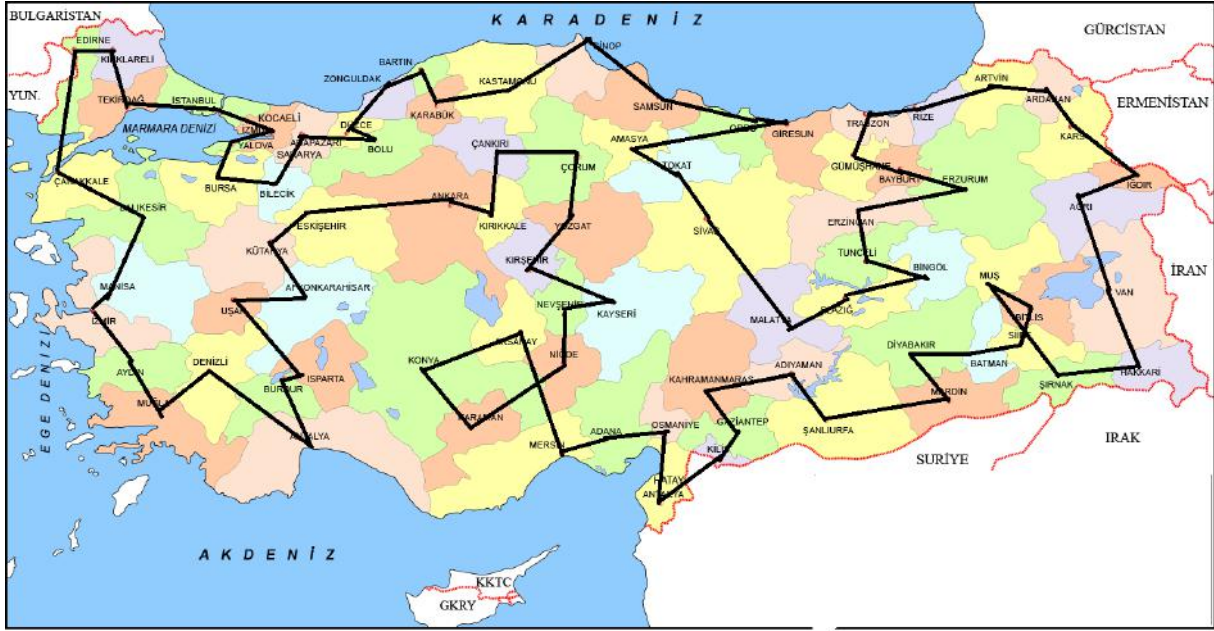 BULGARİSTAN
K A R A D E N İ Z
GÜRCİSTAN
EDİRNE
KIRKLARELİ
SİNOP
BARTIN
ZONGULDAK
KASTAMONU
ARTVİN
YUN.
TEKİRDAĞ
İSTANBUL
KARABÜK
SAMSUN
ARDAHAN
ERMENİSTAN
KOCAELİ
DÜZCE
ORDU
GİRESUN
TRABZON
RİZE
MARMARA DENİZİ
İZMİT
YALOVA
ADAPAZARI
SAKARYA
BOLU
ÇANKIRI
AMASYA
KARS
TOKAT
ÇORUM
GÜMÜŞHANE
BAYBURT
ÇANAKKALE
BURSA
BİLECİK
ERZURUM
IĞDIR
ANKARA
AĞRI
BALIKESİR
ESKİŞEHİR
KIRIKKALE
YOZGAT
SİVAS
ERZİNCAN
KÜTAHYA
TUNCELİ
KIRŞEHİR
BİNGÖL
İRAN
MUŞ
MANİSA
AFYONKARAHİSAR
VAN
UŞAK
NEVŞEHİR
KAYSERİ
ELAZIĞ
İZMİR
MALATYA
BİTLİS
SİİRT
AKSARAY
EGE DENİZİ
DENİZLİ
KONYA
NİĞDE
DİYABAKIR
BATMAN
AYDIN
ISPARTA
ADIYAMAN
HAKKARİ
BURDUR
KAHRAMANMARAŞ
ŞIRNAK
MARDİN
MUĞLA
KARAMAN
OSMANİYE
GAZİANTEP
ŞANLIURFA
ANTALYA
MERSİN
ADANA
KİLİS
IRAK
SURİYE
HATAY
ANTAKYA
A K D E N İ Z
KKTC
GKRY